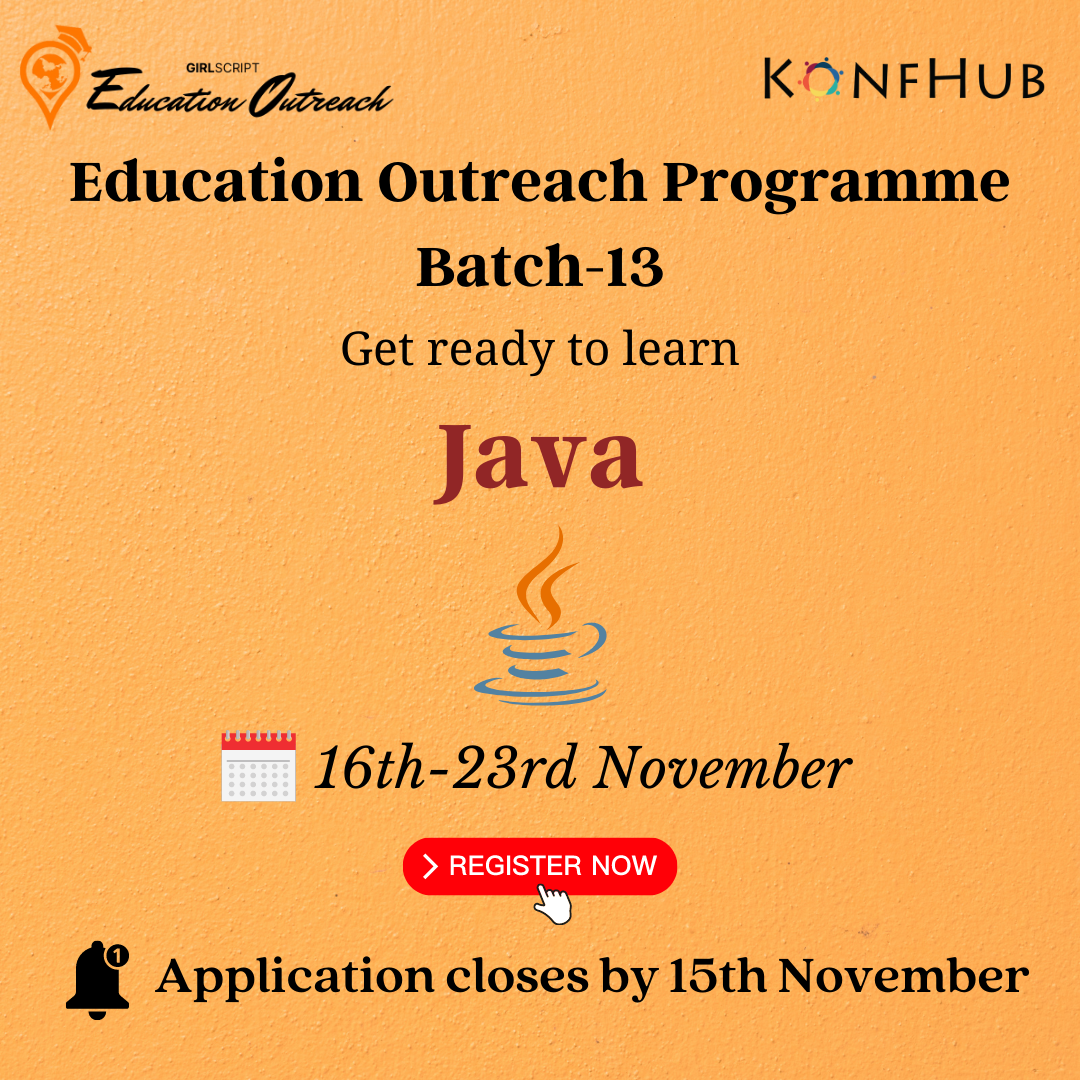 GIRLSCRIPT
Education Outreach
KONFHUB
Education Outreach Programme
Batch-13
Get ready to learn
Java
16th-23rd November
REGISTER NOW
1
Application closes by 15th November